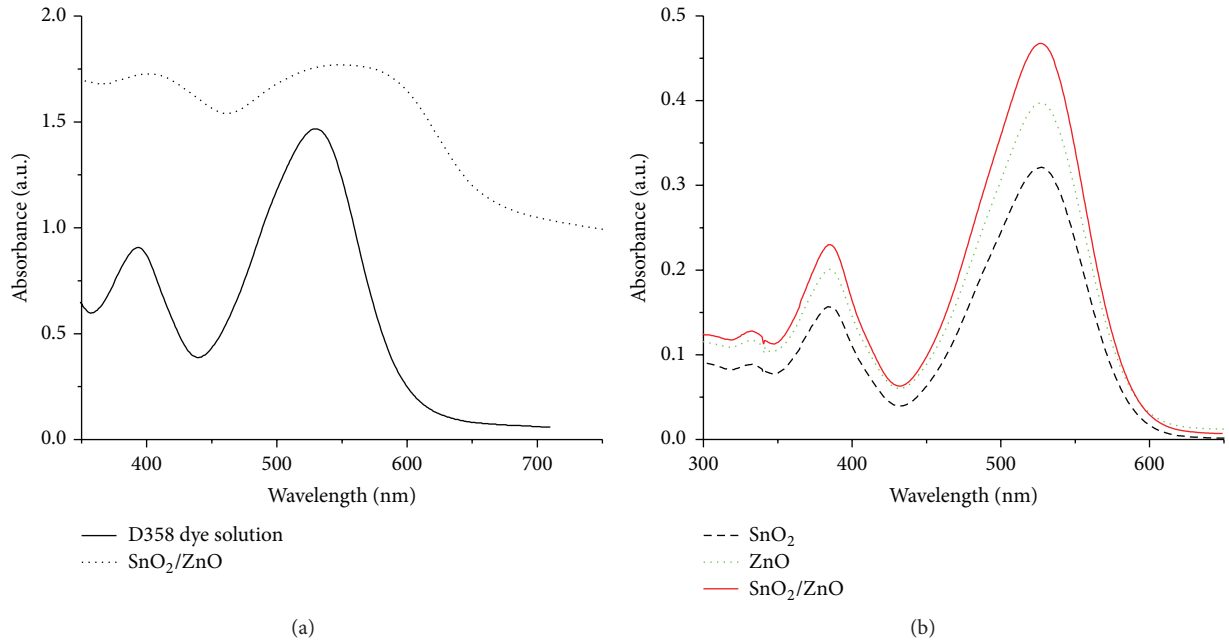 2.0
1.5
1.0
0.5
0.0
Absorbance (a.u.)
400
500
600
700
Wavelength (nm)
D358 dye solution
SnO₂/ZnO
(a)
0.5
0.4
0.3
0.2
0.1
0.0
Absorbance (a.u.)
300
400
500
600
Wavelength (nm)
SnO₂
ZnO
SnO₂/ZnO
(b)